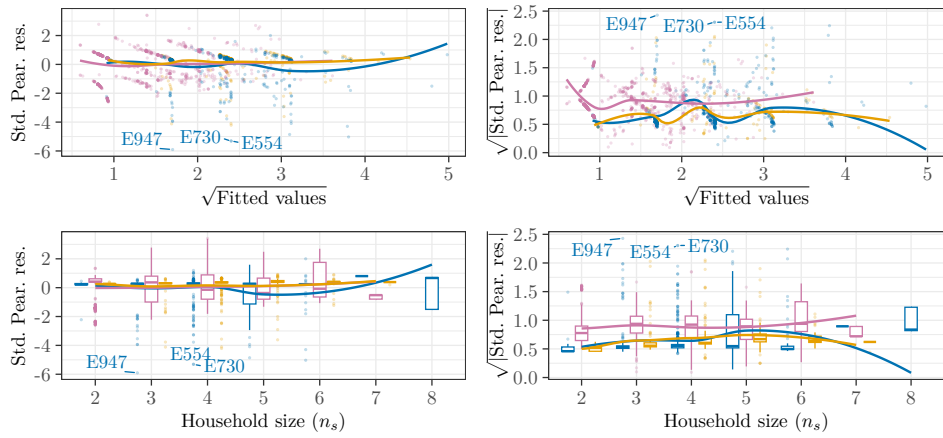 Std. Pear. res.
2
0
-2
-4
-6
E947
E730
E554
1
2
3
4
5
√Fitted values
√|Std. Pear. res.|
2.5
2.0
1.5
1.0
0.5
0.0
E947
E730
E554
1
2
3
4
5
√Fitted values
Std. Pear. res.
2
0
-2
-4
-6
E947
E554
E730
2
3
4
5
6
7
8
Household size (nₛ)
√|Std. Pear. res.|
2.5
2.0
1.5
1.0
0.5
0.0
E947
E554
E730
2
3
4
5
6
7
8
Household size (nₛ)